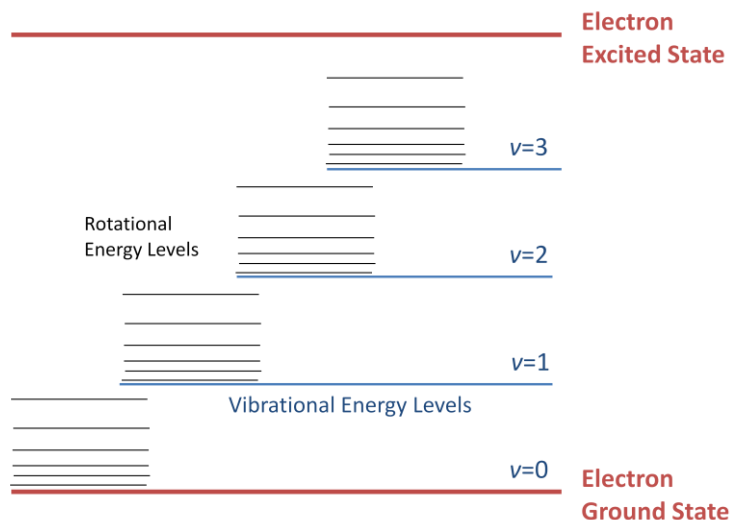 Electron
Excited State
v=3
Rotational
Energy Levels
v=2
v=1
Vibrational Energy Levels
v=0
Electron
Ground State